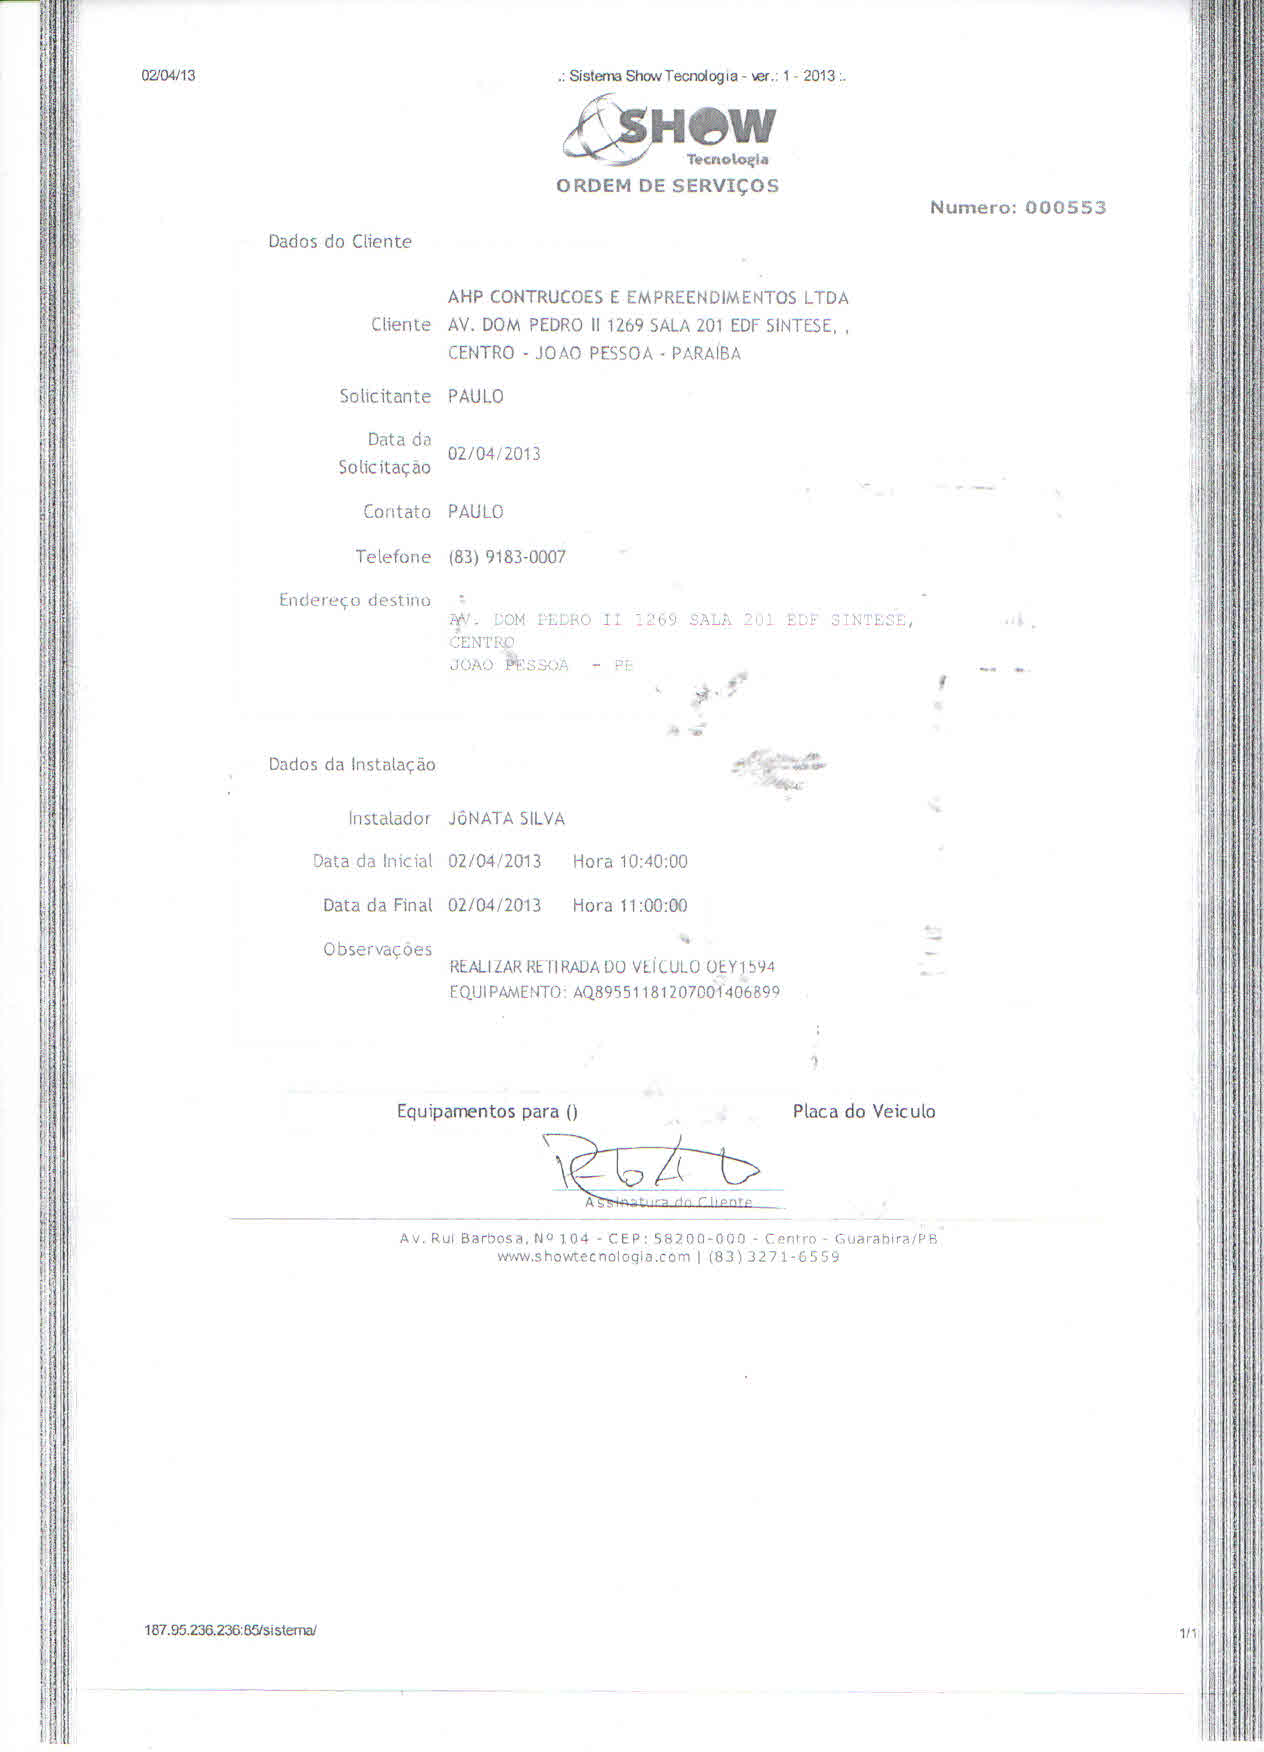 02/04/13
.: Sistema Show Tecnologia - ver.: 1 - 2013 :.
SHOW
Tecnologia
ORDEM DE SERVIÇOS
Numero: 000553
Dados do Cliente
AHP CONTRUCOES E EMPREENDIMENTOS LTDA
Cliente AV. DOM PEDRO II 1269 SALA 201 EDF SINTESE, ,
CENTRO - JOAO PESSOA - PARAÍBA
Solicitante PAULO
Data da
Solicitação 02/04/2013
Contato PAULO
Telefone (83) 9183-0007
Endereço destino
AV. DOM PEDRO II 1269 SALA 201 EDF SINTESE,
CENTRO
JOAO PESSOA - PB
Dados da Instalação
Instalador JôNATA SILVA
Data da Inicial 02/04/2013 Hora 10:40:00
Data da Final 02/04/2013 Hora 11:00:00
Observações
REALIZAR RETIRADA DO VEÍCULO OEY1594
EQUIPAMENTO: AQ89551181207001406899
Equipamentos para () Placa do Veiculo
Assinatura do Cliente
Av. Rui Barbosa, Nº 104 - CEP: 58200-000 - Centro - Guarabira/PB
www.showtecnologia.com | (83) 3271-6559
187.95.236.236:85/sistema/
1/1